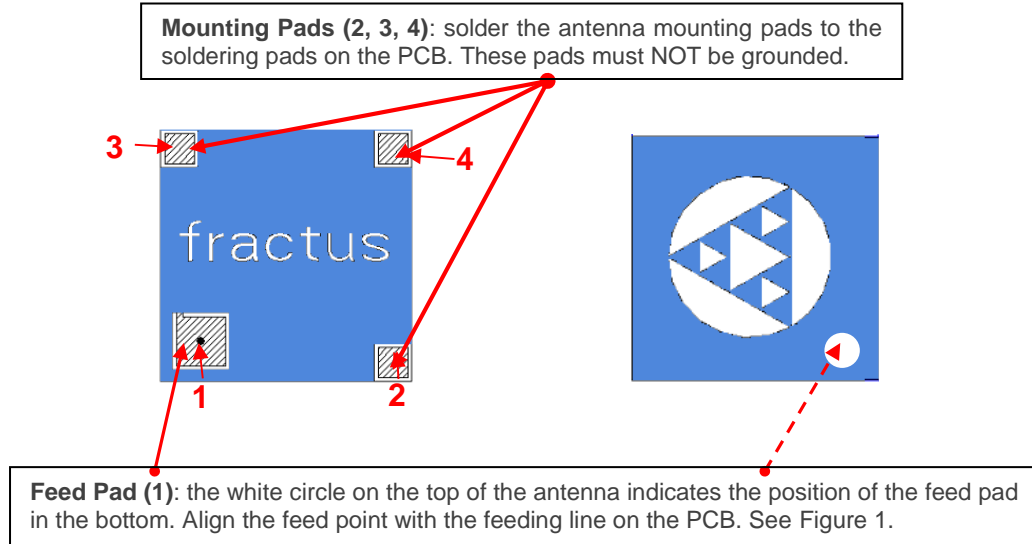 Mounting Pads (2, 3, 4): solder the antenna mounting pads to the
soldering pads on the PCB. These pads must NOT be grounded.
3
4
fractus
1
2
Feed Pad (1): the white circle on the top of the antenna indicates the position of the feed pad
in the bottom. Align the feed point with the feeding line on the PCB. See Figure 1.